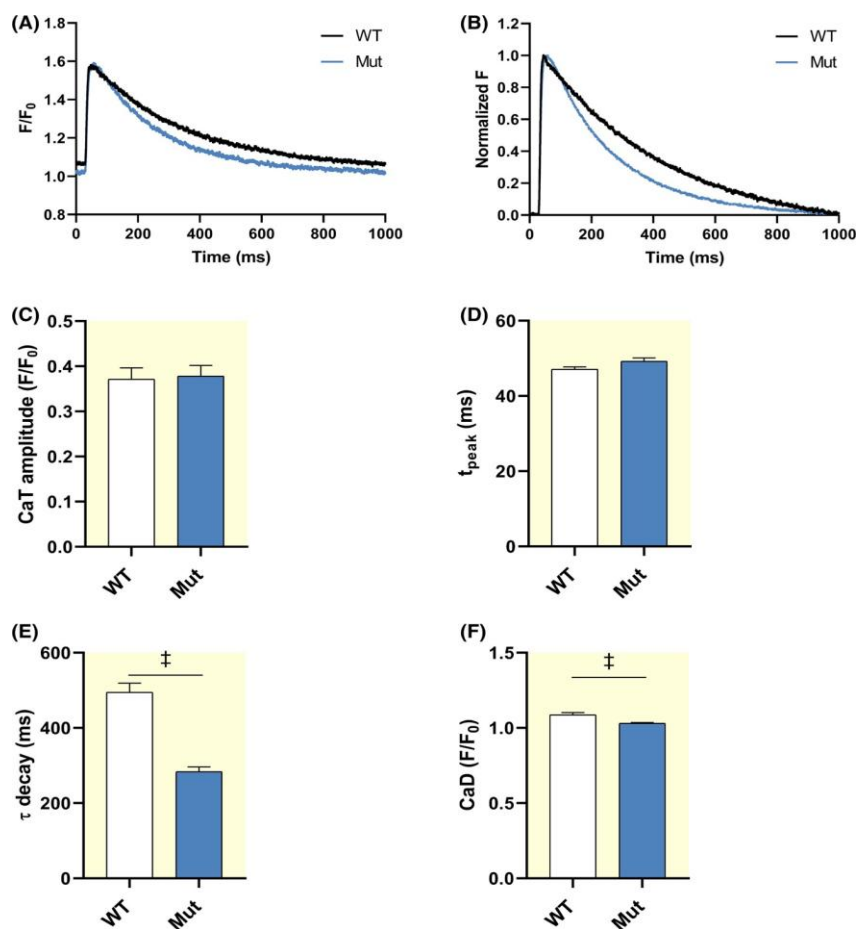 (A)
1.8
1.6
1.4
1.2
1.0
0.8
F/F0
0
200
400
600
800
1000
Time (ms)
WT
Mut
(B)
1.2
1.0
0.8
0.6
0.4
0.2
0.0
Normalized F
0
200
400
600
800
1000
Time (ms)
WT
Mut
(C)
0.5
0.4
0.3
0.2
0.1
0.0
CaT amplitude (F/F0)
WT
Mut
(D)
60
40
20
0
tpeak (ms)
WT
Mut
(E)
600
400
200
0
τ decay (ms)
‡
WT
Mut
(F)
1.5
1.0
0.5
0.0
CaD (F/F0)
‡
WT
Mut